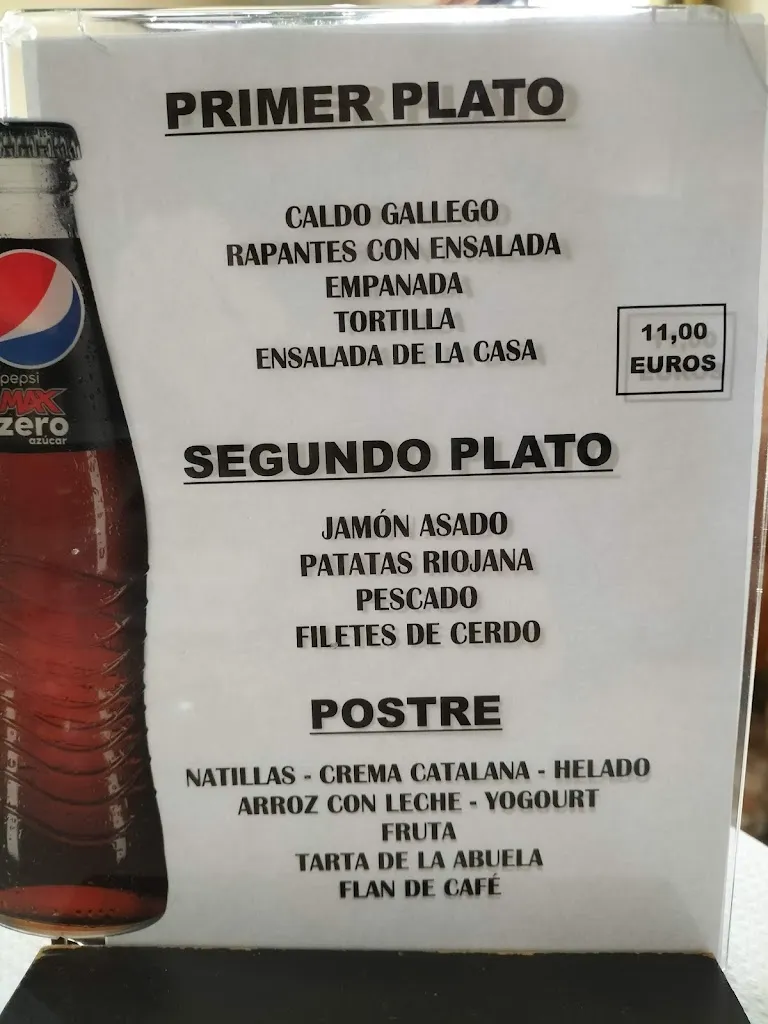 PRIMER PLATO
CALDO GALLEGO
RAPANTES CON ENSALADA
EMPANADA
TORTILLA
ENSALADA DE LA CASA
11,00
EUROS
pepsi
MAX
zero
azúcar
SEGUNDO PLATO
JAMÓN ASADO
PATATAS RIOJANA
PESCADO
FILETES DE CERDO
POSTRE
NATILLAS - CREMA CATALANA - HELADO
ARROZ CON LECHE - YOGOURT
FRUTA
TARTA DE LA ABUELA
FLAN DE CAFÉ